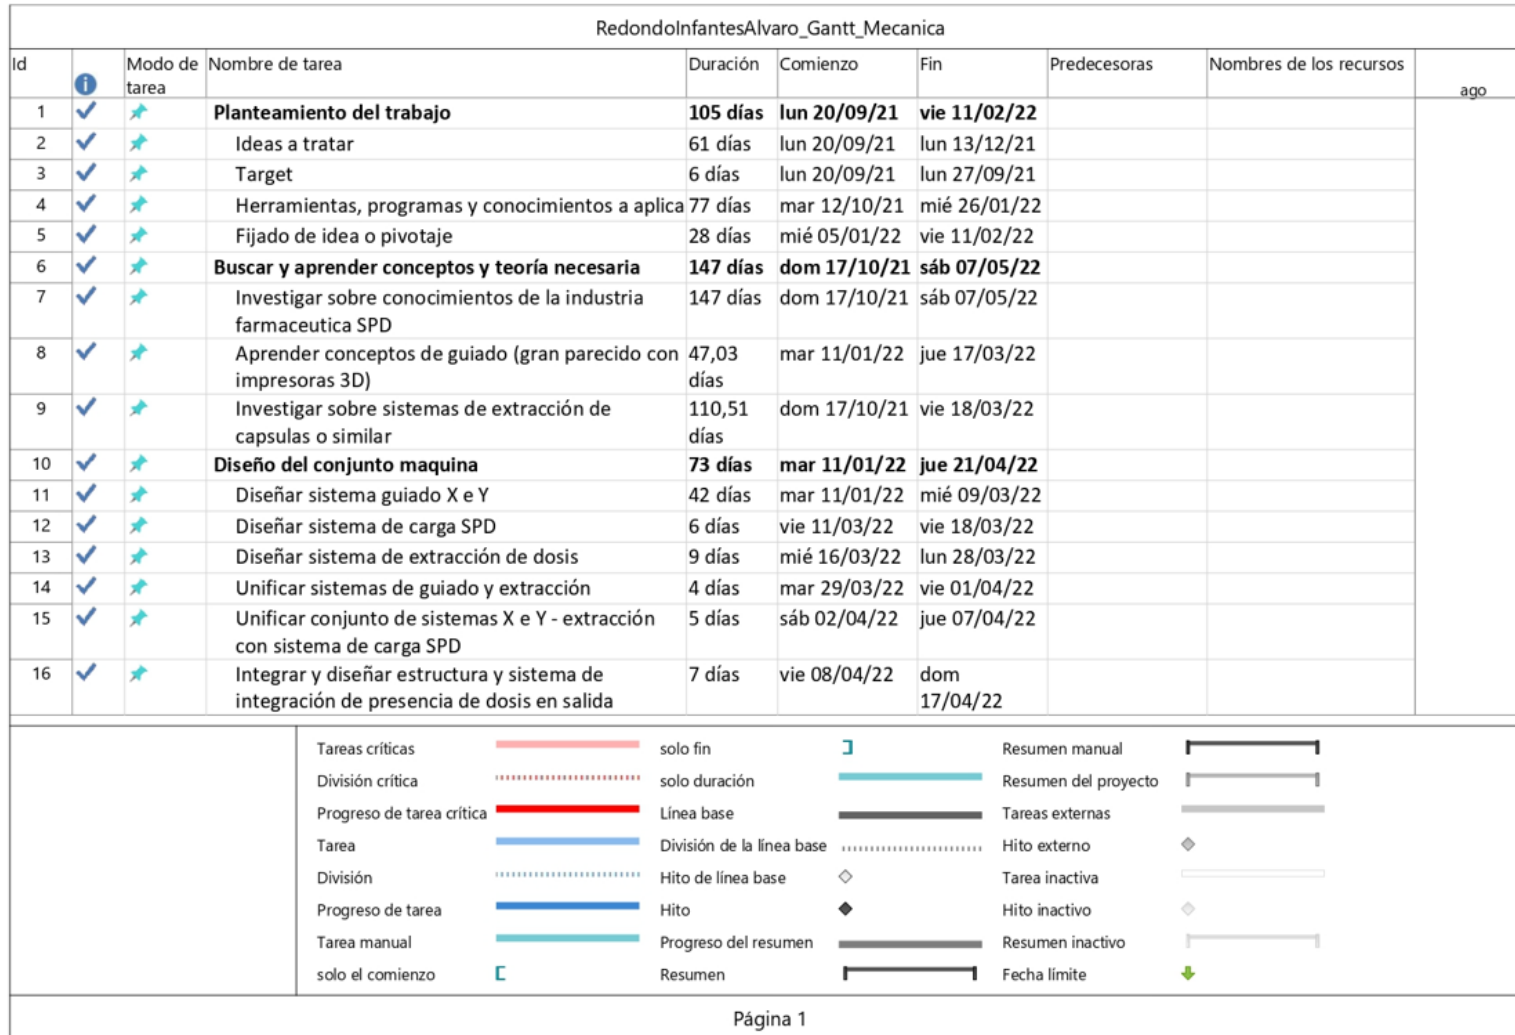 RedondoInfantesAlvaro_Gantt_Mecanica
Id Modo de tarea Nombre de tarea Duración Comienzo Fin Predecesoras Nombres de los recursos ago
1 Planteamiento del trabajo 105 días lun 20/09/21 vie 11/02/22
2 Ideas a tratar 61 días lun 20/09/21 lun 13/12/21
3 Target 6 días lun 20/09/21 lun 27/09/21
4 Herramientas, programas y conocimientos a aplica 77 días mar 12/10/21 mié 26/01/22
5 Fijado de idea o pivotaje 28 días mié 05/01/22 vie 11/02/22
6 Buscar y aprender conceptos y teoría necesaria 147 días dom 17/10/21 sáb 07/05/22
7 Investigar sobre conocimientos de la industria 147 días dom 17/10/21 sáb 07/05/22
farmaceutica SPD
8 Aprender conceptos de guiado (gran parecido con 47,03 mar 11/01/22 jue 17/03/22
impresoras 3D) días
9 Investigar sobre sistemas de extracción de 110,51 dom 17/10/21 vie 18/03/22
capsulas o similar días
10 Diseño del conjunto maquina 73 días mar 11/01/22 jue 21/04/22
11 Diseñar sistema guiado X e Y 42 días mar 11/01/22 mié 09/03/22
12 Diseñar sistema de carga SPD 6 días vie 11/03/22 vie 18/03/22
13 Diseñar sistema de extracción de dosis 9 días mié 16/03/22 lun 28/03/22
14 Unificar sistemas de guiado y extracción 4 días mar 29/03/22 vie 01/04/22
15 Unificar conjunto de sistemas X e Y - extracción 5 días sáb 02/04/22 jue 07/04/22
con sistema de carga SPD
16 Integrar y diseñar estructura y sistema de 7 días vie 08/04/22 dom
integración de presencia de dosis en salida 17/04/22
Tareas críticas solo fin Resumen manual
División crítica solo duración Resumen del proyecto
Progreso de tarea crítica Línea base Tareas externas
Tarea División de la línea base Hito externo
División Hito de línea base Tarea inactiva
Progreso de tarea Hito Hito inactivo
Tarea manual Progreso del resumen Resumen inactivo
solo el comienzo Resumen Fecha límite
Página 1